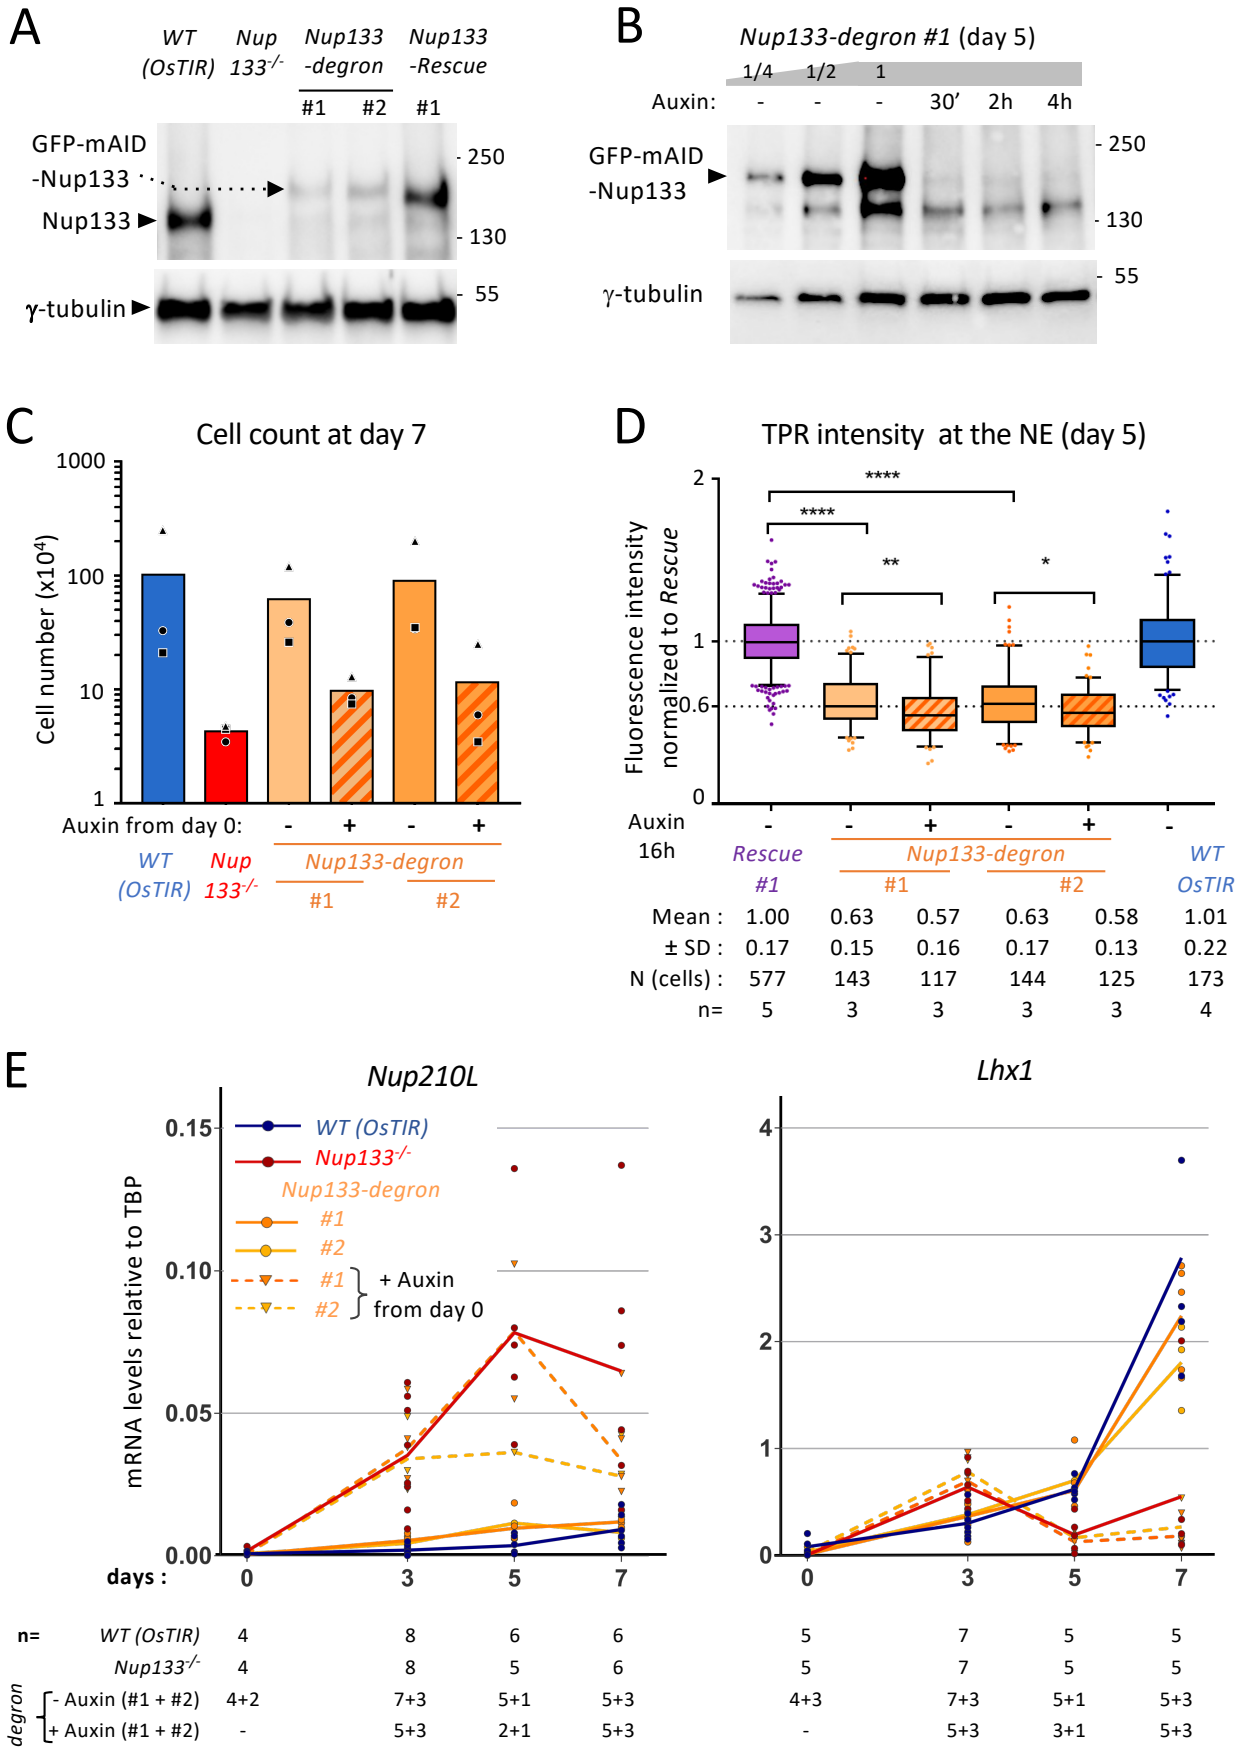 A
WT
(OsTIR)
Nup
133-/-
Nup133
-degron
Nup133
-Rescue
#1 #2 #1
GFP-mAID
-Nup133
Nup133
- 250
- 130
γ-tubulin
- 55
B
Nup133-degron #1 (day 5)
1/4 1/2 1
Auxin: - - - 30’ 2h 4h
GFP-mAID
-Nup133
- 250
- 130
γ-tubulin
- 55
C
Cell count at day 7
Cell number (x10⁴)
1000
100
10
1
Auxin from day 0: - + - +
WT
(OsTIR)
Nup
133-/-
Nup133-degron
#1 #2
D
TPR intensity at the NE (day 5)
Fluorescence intensity
normalized to Rescue
2
1
0.6
0
****
****
** *
Auxin
16h
- - + - + -
Rescue
#1
Nup133-degron
#1 #2
WT
OsTIR
Mean : 1.00 0.63 0.57 0.63 0.58 1.01
± SD : 0.17 0.15 0.16 0.17 0.13 0.22
N (cells) : 577 143 117 144 125 173
n= 5 3 3 3 3 4
E
Nup210L
mRNA levels relative to TBP
0.15
0.10
0.05
0.00
WT (OsTIR)
Nup133-/-
Nup133-degron
#1
#2
#1
#2
+ Auxin
from day 0
days : 0 3 5 7
Lhx1
4
3
2
1
0
0 3 5 7
n= WT (OsTIR) 4 8 6 6 5 7 5 5
Nup133-/- 4 8 5 6 5 7 5 5
degron
- Auxin (#1 + #2) 4+2 7+3 5+1 5+3 4+3 7+3 5+1 5+3
+ Auxin (#1 + #2) - 5+3 2+1 5+3 - 5+3 3+1 5+3